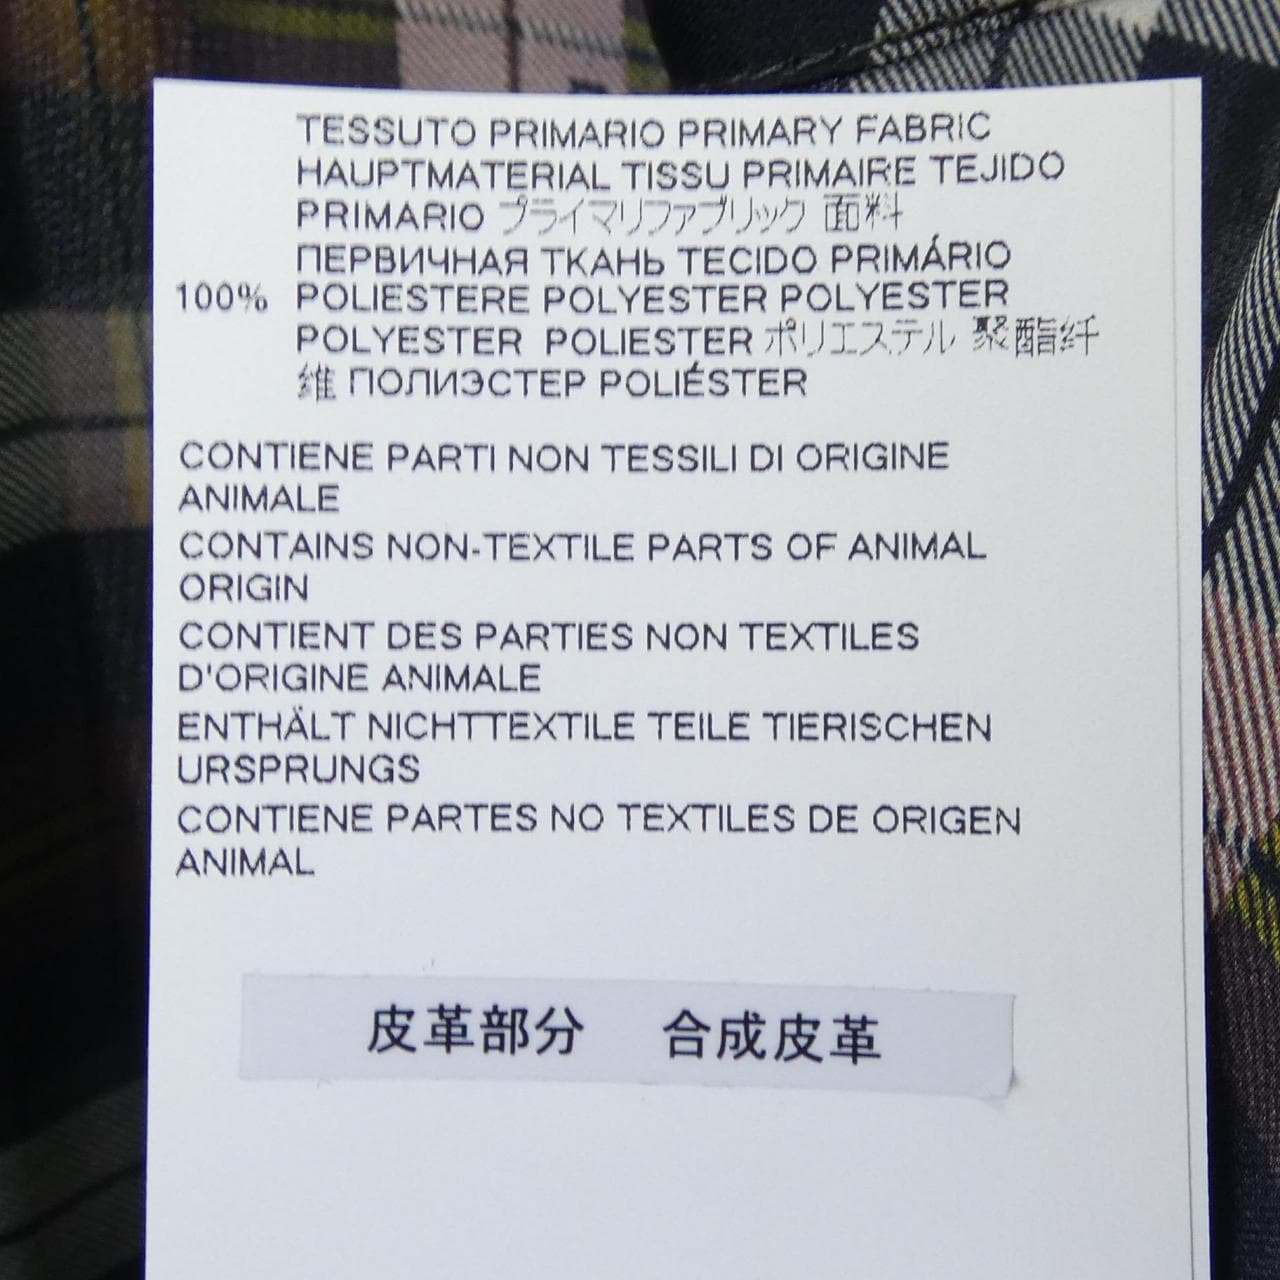 TESSUTO PRIMARIO PRIMARY FABRIC
HAUPTMATERIAL TISSU PRIMAIRE TEJIDO
PRIMARIO プライマリファブリック 面料
ПЕРВИЧНАЯ ТКАНЬ TECIDO PRIMÁRIO
100% POLIESTERE POLYESTER POLYESTER
POLYESTER POLIESTER ポリエステル 聚酯纤
维 ПОЛИЭСТЕР POLIÉSTER
CONTIENE PARTI NON TESSILI DI ORIGINE
ANIMALE
CONTAINS NON-TEXTILE PARTS OF ANIMAL
ORIGIN
CONTIENT DES PARTIES NON TEXTILES
D'ORIGINE ANIMALE
ENTHÄLT NICHTTEXTILE TEILE TIERISCHEN
URSPRUNGS
CONTIENE PARTES NO TEXTILES DE ORIGEN
ANIMAL
皮革部分 合成皮革